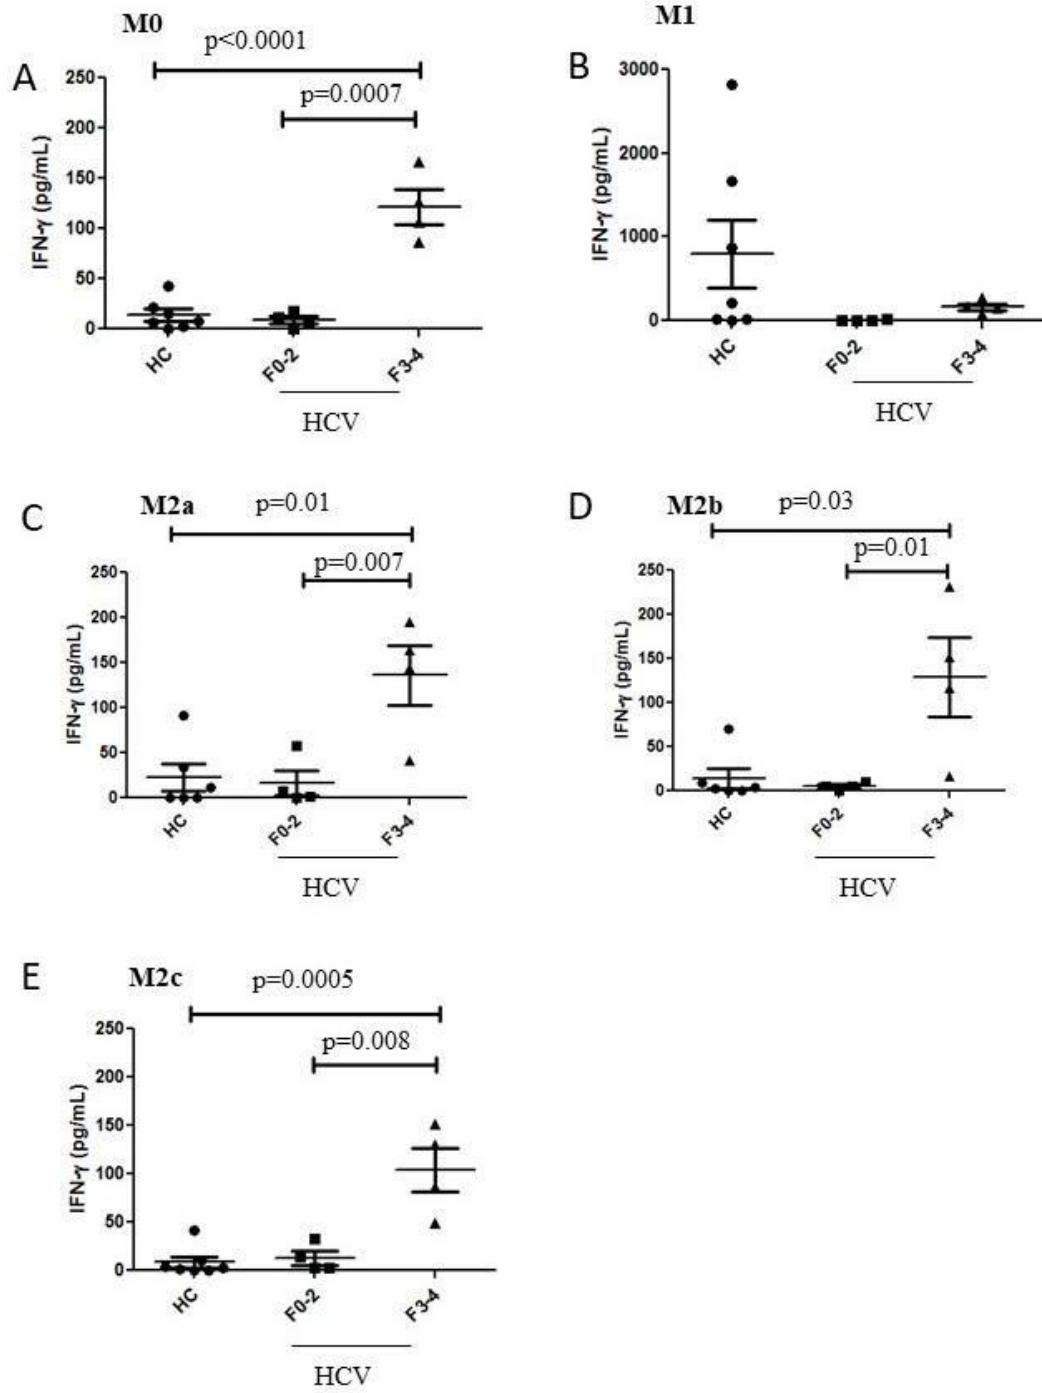 M0
p<0.0001
A
p=0.0007
250
200
150
100
50
0
IFN-γ (pg/mL)
HC
F0-2
F3-4
HCV
M1
B
3000
2000
1000
0
IFN-γ (pg/mL)
HC
F0-2
F3-4
HCV
C
M2a
p=0.01
p=0.007
250
200
150
100
50
0
IFN-γ (pg/mL)
HC
F0-2
F3-4
HCV
D
M2b
p=0.03
p=0.01
250
200
150
100
50
0
IFN-γ (pg/mL)
HC
F0-2
F3-4
HCV
E
M2c
p=0.0005
p=0.008
250
200
150
100
50
0
IFN-γ (pg/mL)
HC
F0-2
F3-4
HCV